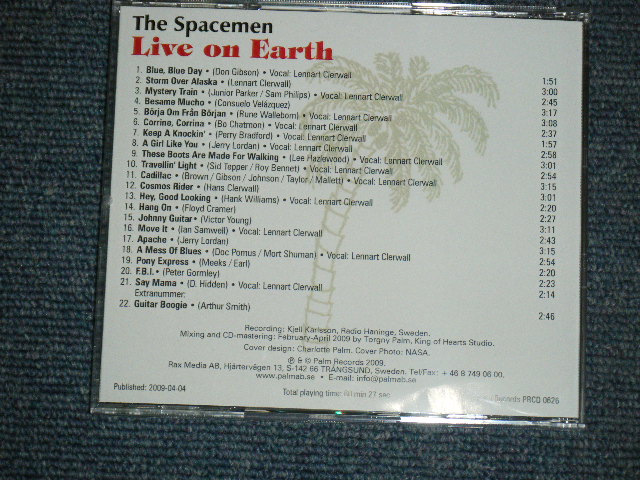 The Spacemen
Live on Earth
1. Blue, Blue Day • (Don Gibson) • Vocal: Lennart Clerwall 1:51
2. Storm Over Alaska • (Lennart Clerwall) 3:00
3. Mystery Train • (Junior Parker / Sam Philips) • Vocal: Lennart Clerwall 2:45
4. Besame Mucho • (Consuelo Velázquez) 3:17
5. Börja Om Från Början • (Rune Wallebom) • Vocal: Lennart Clerwall 3:08
6. Corrino, Corrina • (Bo Chatmon) • Vocal: Lennart Clerwall 2:37
7. Keep A Knockin' • (Perry Bradford) • Vocal: Lennart Clerwall 1:57
8. A Girl Like You • (Jerry Lordan) • Vocal: Lennart Clerwall 2:58
9. These Boots Are Made For Walking • (Lee Hazlewood) • Vocal: Lennart Clerwall 3:01
10. Travellin' Light • (Sid Tepper / Roy Bennet) • Vocal: Lennart Clerwall 2:54
11. Cadillac • (Brown / Gibson / Johnson / Taylor / Mallett) • Vocal: Lennart Clerwall 3:15
12. Cosmos Rider • (Hans Clerwall) 3:01
13. Hey, Good Looking • (Hank Williams) • Vocal: Lennart Clerwall 2:20
14. Hang On • (Floyd Cramer) 2:27
15. Johnny Guitar • (Victor Young) 3:11
16. Move It • (Ian Samwell) • Vocal: Lennart Clerwall 2:43
17. Apache • (Jerry Lordan) 3:15
18. A Mess Of Blues • (Doc Pomus / Mort Shuman) • Vocal: Lennart Clerwall 2:54
19. Pony Express • (Meeks / Earl) 2:20
20. F.B.I. • (Peter Gormley) 2:23
21. Say Mama • (D. Hidden) • Vocal: Lennart Clerwall 2:14
Extranummer:
22. Guitar Boogie • (Arthur Smith) 2:46
Recording: Kjell Karlsson, Radio Haninge, Sweden.
Mixing and CD-mastering: February-April 2009 by Torgny Palm, King of Hearts Studio.
Cover design: Charlotte Palm. Cover Photo: NASA.
℗ & © Palm Records 2009.
Rax Media AB, Hjärtervägen 13, S-142 66 TRÅNGSUND, Sweden. Tel/Fax: + 46 8 749 06 00.
www.palmab.se • E-mail: info@palmab.se
Published: 2009-04-04
Total playing time: min 27 sec
Records PRCD 0626